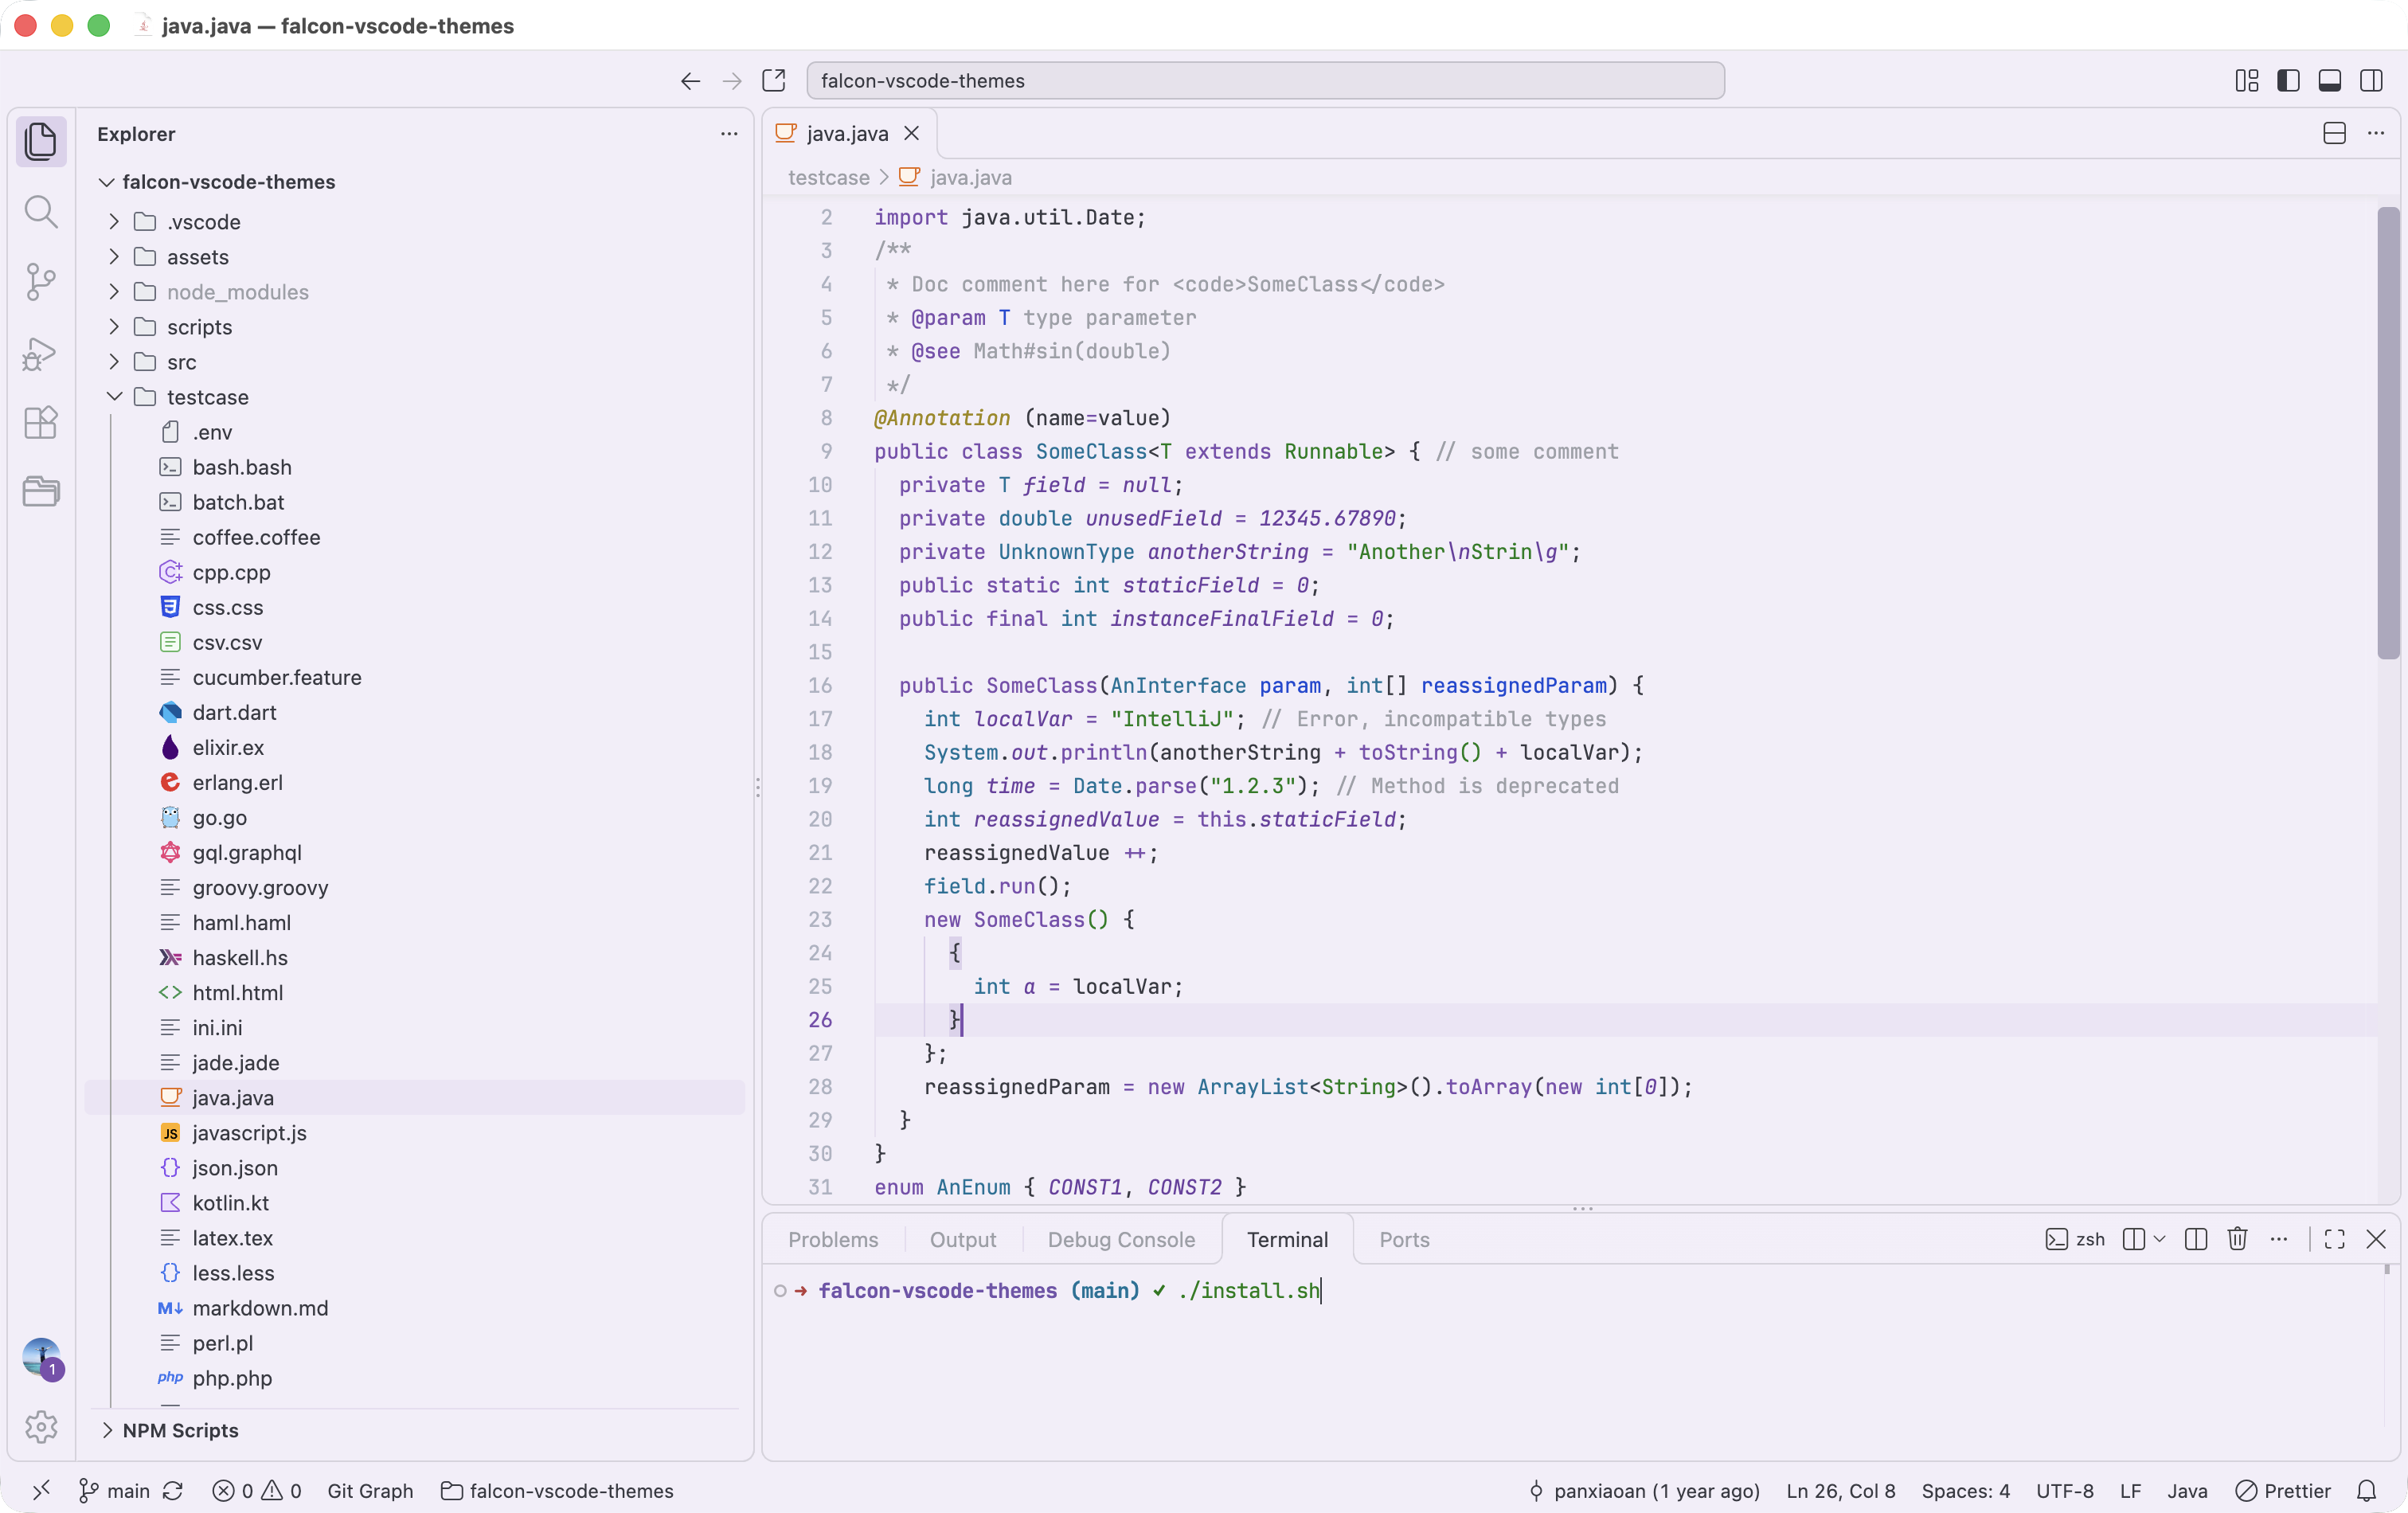 java.java — falcon-vscode-themes
falcon-vscode-themes
Explorer
falcon-vscode-themes
.vscode
assets
node_modules
scripts
src
testcase
.env
bash.bash
batch.bat
coffee.coffee
cpp.cpp
css.css
csv.csv
cucumber.feature
dart.dart
elixir.ex
erlang.erl
go.go
gql.graphql
groovy.groovy
haml.haml
haskell.hs
html.html
ini.ini
jade.jade
java.java
JS javascript.js
json.json
kotlin.kt
latex.tex
less.less
M↓ markdown.md
perl.pl
php php.php
NPM Scripts
1
java.java
testcase > java.java
2 import java.util.Date;
3 /**
4  * Doc comment here for <code>SomeClass</code>
5  * @param T type parameter
6  * @see Math#sin(double)
7  */
8 @Annotation (name=value)
9 public class SomeClass<T extends Runnable> { // some comment
10   private T field = null;
11   private double unusedField = 12345.67890;
12   private UnknownType anotherString = "Another\nStrin\g";
13   public static int staticField = 0;
14   public final int instanceFinalField = 0;
15
16   public SomeClass(AnInterface param, int[] reassignedParam) {
17     int localVar = "IntelliJ"; // Error, incompatible types
18     System.out.println(anotherString + toString() + localVar);
19     long time = Date.parse("1.2.3"); // Method is deprecated
20     int reassignedValue = this.staticField;
21     reassignedValue ++;
22     field.run();
23     new SomeClass() {
24       {
25         int a = localVar;
26       }
27     };
28     reassignedParam = new ArrayList<String>().toArray(new int[0]);
29   }
30 }
31 enum AnEnum { CONST1, CONST2 }
Problems Output Debug Console Terminal Ports zsh
➜ falcon-vscode-themes (main) ✔ ./install.sh
main 0 0 Git Graph falcon-vscode-themes panxiaoan (1 year ago) Ln 26, Col 8 Spaces: 4 UTF-8 LF Java Prettier